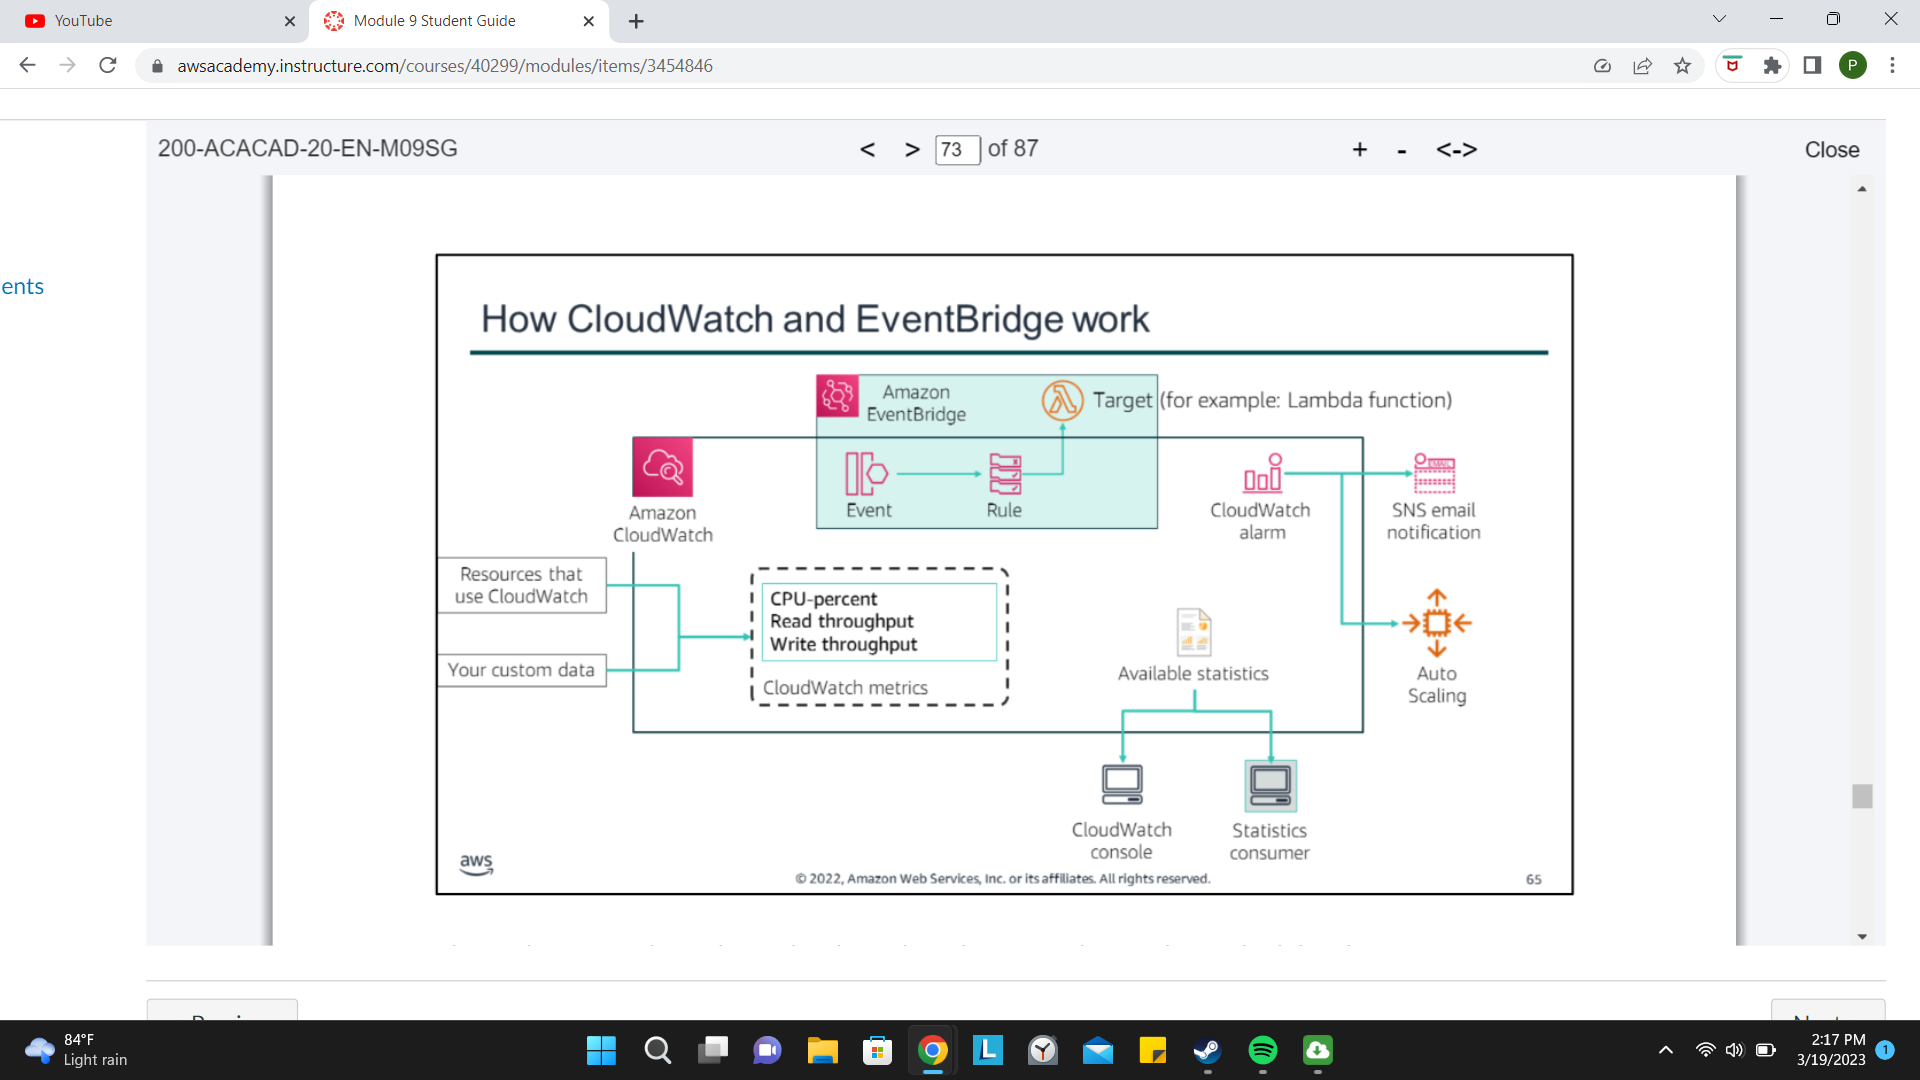 YouTube
Module 9 Student Guide
awsacademy.instructure.com/courses/40299/modules/items/3454846
P
200-ACACAD-20-EN-M09SG
< > 73 of 87
+ - <->
Close
ents
How CloudWatch and EventBridge work
Amazon
EventBridge
Target (for example: Lambda function)
Amazon
CloudWatch
Event
Rule
CloudWatch
alarm
EMAIL
SNS email
notification
Resources that
use CloudWatch
Your custom data
CPU-percent
Read throughput
Write throughput
CloudWatch metrics
Available statistics
Auto
Scaling
CloudWatch
console
Statistics
consumer
aws
© 2022, Amazon Web Services, Inc. or its affiliates. All rights reserved.
65
84°F
Light rain
L
2:17 PM
3/19/2023
1